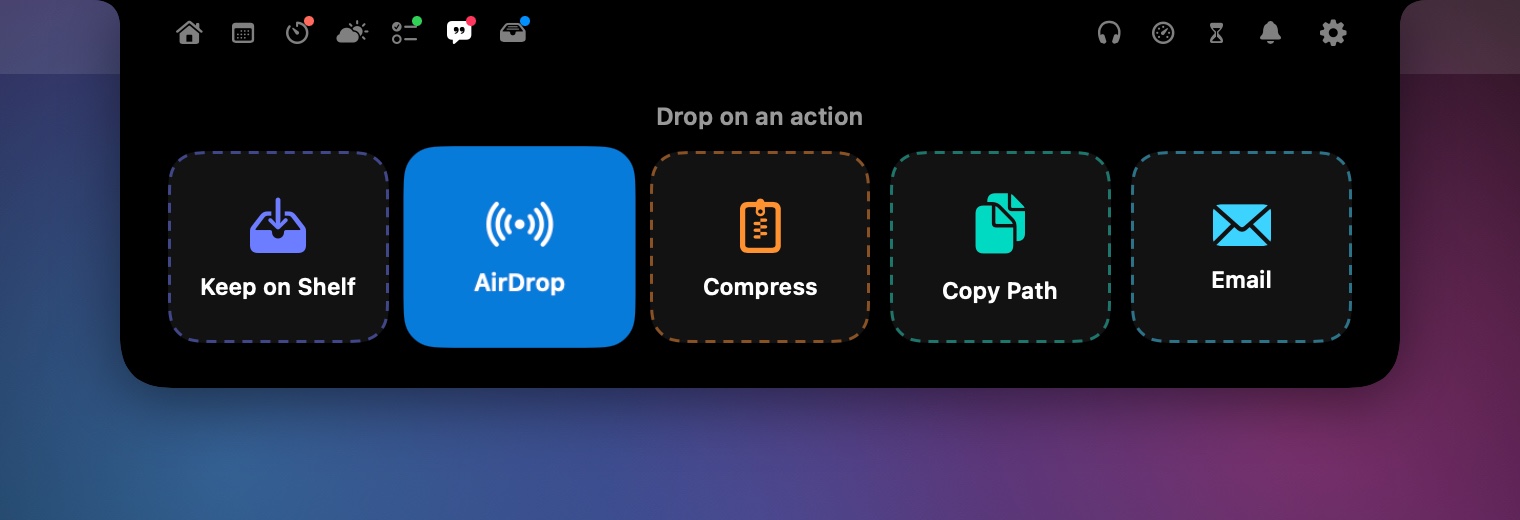 Drop on an action
Keep on Shelf
AirDrop
Compress
Copy Path
Email